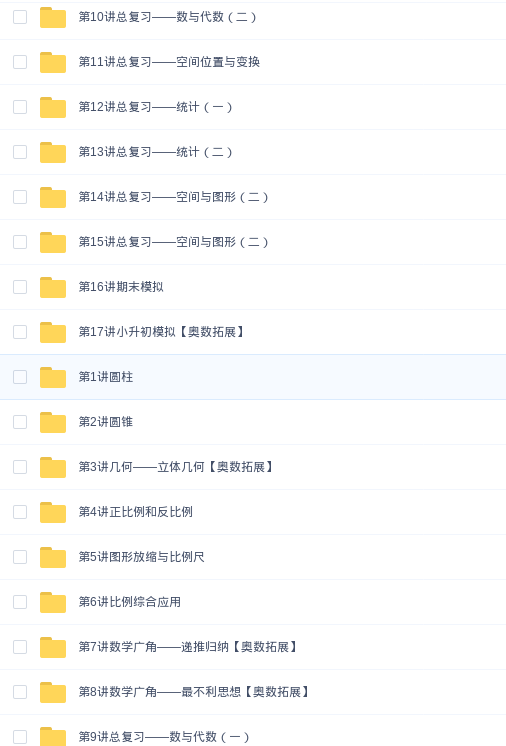 第10讲总复习——数与代数（二）
第11讲总复习——空间位置与变换
第12讲总复习——统计（一）
第13讲总复习——统计（二）
第14讲总复习——空间与图形（二）
第15讲总复习——空间与图形（二）
第16讲期末模拟
第17讲小升初模拟【奥数拓展】
第1讲圆柱
第2讲圆锥
第3讲几何——立体几何【奥数拓展】
第4讲正比例和反比例
第5讲图形放缩与比例尺
第6讲比例综合应用
第7讲数学广角——递推归纳【奥数拓展】
第8讲数学广角——最不利思想【奥数拓展】
第9讲总复习——数与代数（一）